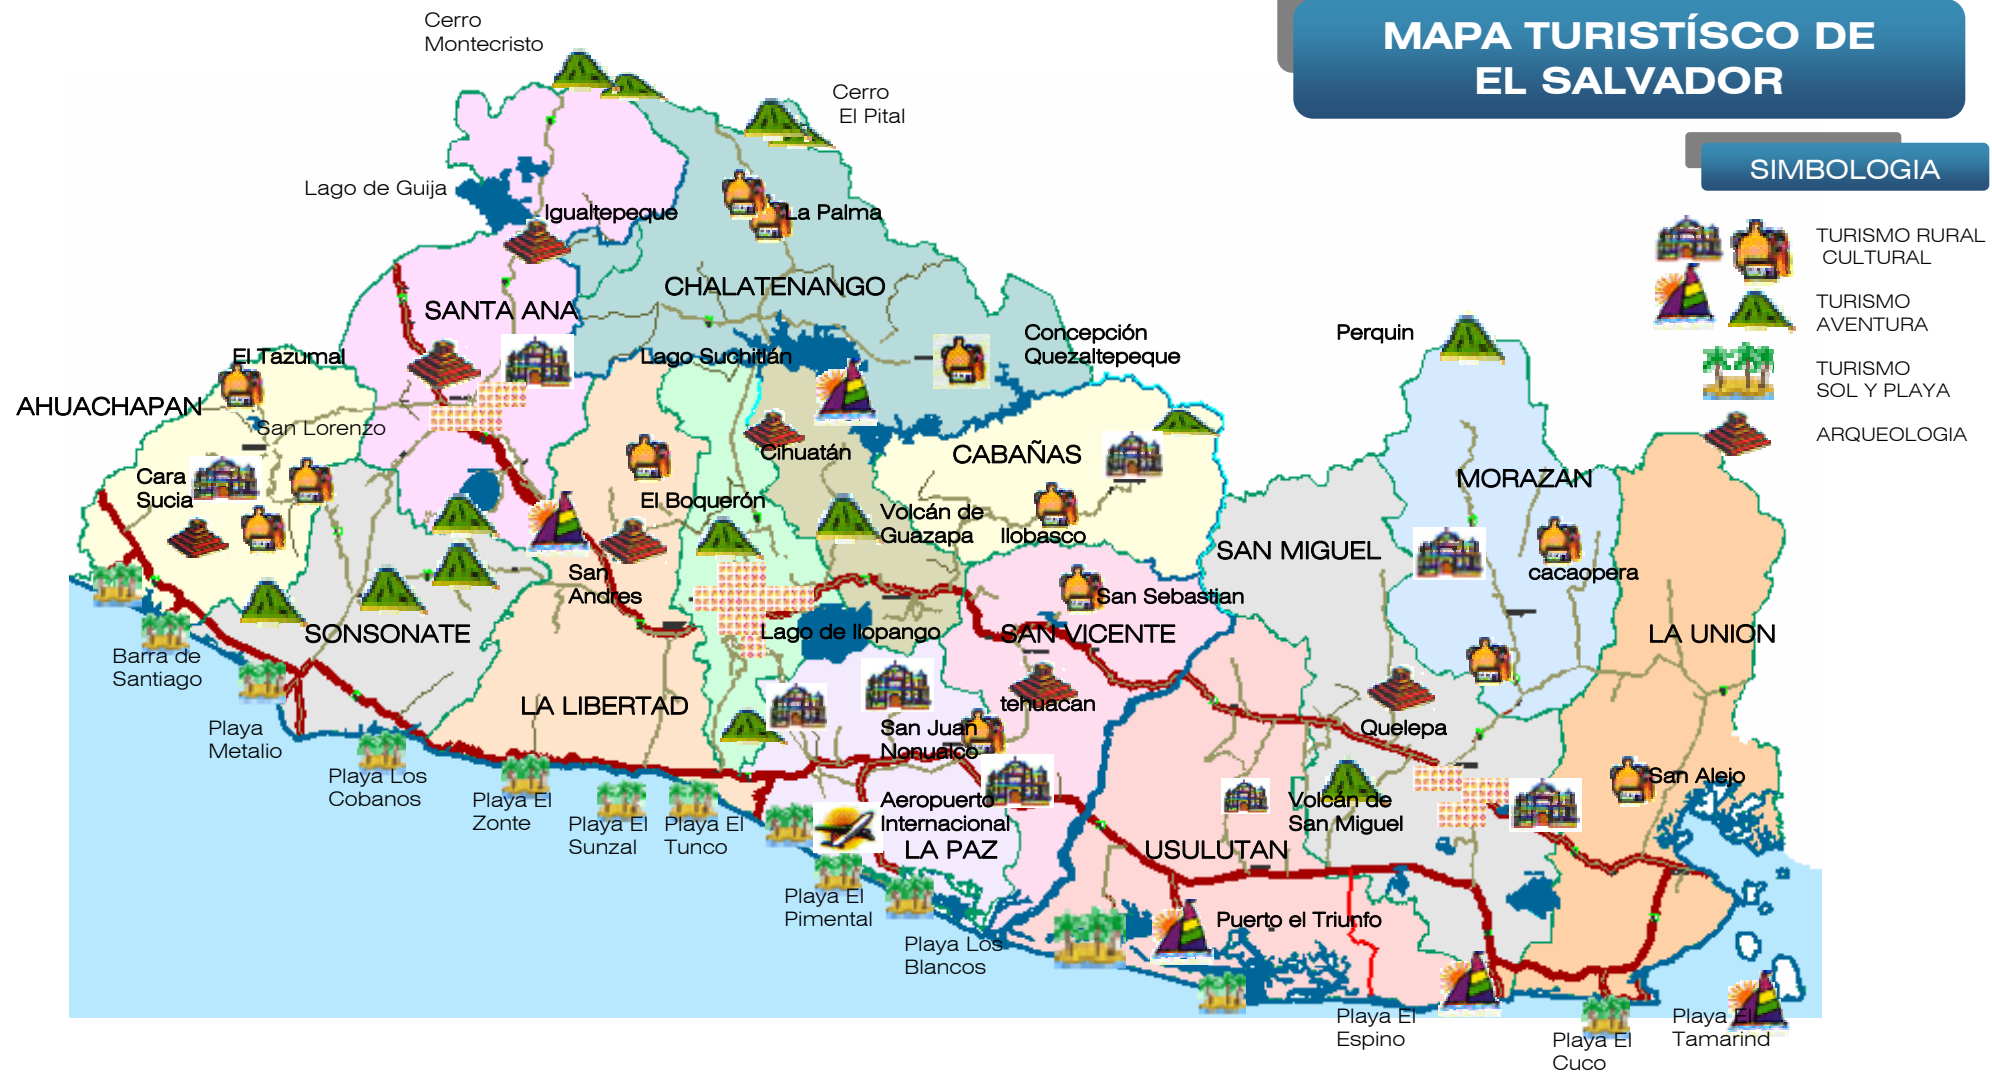 MAPA TURISTÍSCO DE
EL SALVADOR
SIMBOLOGIA
TURISMO RURAL
CULTURAL
TURISMO
AVENTURA
TURISMO
SOL Y PLAYA
ARQUEOLOGIA
Cerro
Montecristo
Cerro
El Pital
Lago de Guija
Igualtepeque
La Palma
CHALATENANGO
SANTA ANA
Concepción
Quezaltepeque
Perquin
El Tazumal
Lago Suchitlán
AHUACHAPAN
San Lorenzo
Cihuatán
CABAÑAS
Cara
Sucia
MORAZAN
El Boquerón
Volcán de
Guazapa
Ilobasco
SAN MIGUEL
San
Andres
cacaopera
San Sebastian
SONSONATE
Lago de Ilopango
SAN VICENTE
LA UNION
Barra de
Santiago
LA LIBERTAD
tehuacan
Playa
Metalio
San Juan
Nonualco
Quelepa
Playa Los
Cobanos
San Alejo
Playa El
Zonte
Playa El
Sunzal
Playa El
Tunco
Aeropuerto
Internacional
Volcán de
San Miguel
LA PAZ
USULUTAN
Playa El
Pimental
Puerto el Triunfo
Playa Los
Blancos
Playa El
Espino
Playa El
Cuco
Playa El
Tamarind